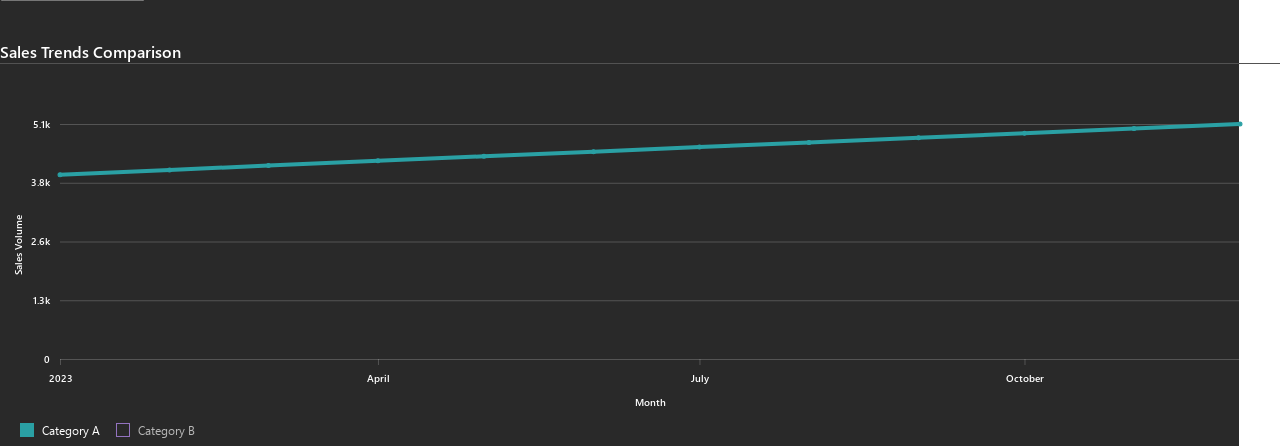 Sales Trends Comparison
5.1k
3.8k
2.6k
1.3k
0
Sales Volume
2023 April July October
Month
Category A Category B